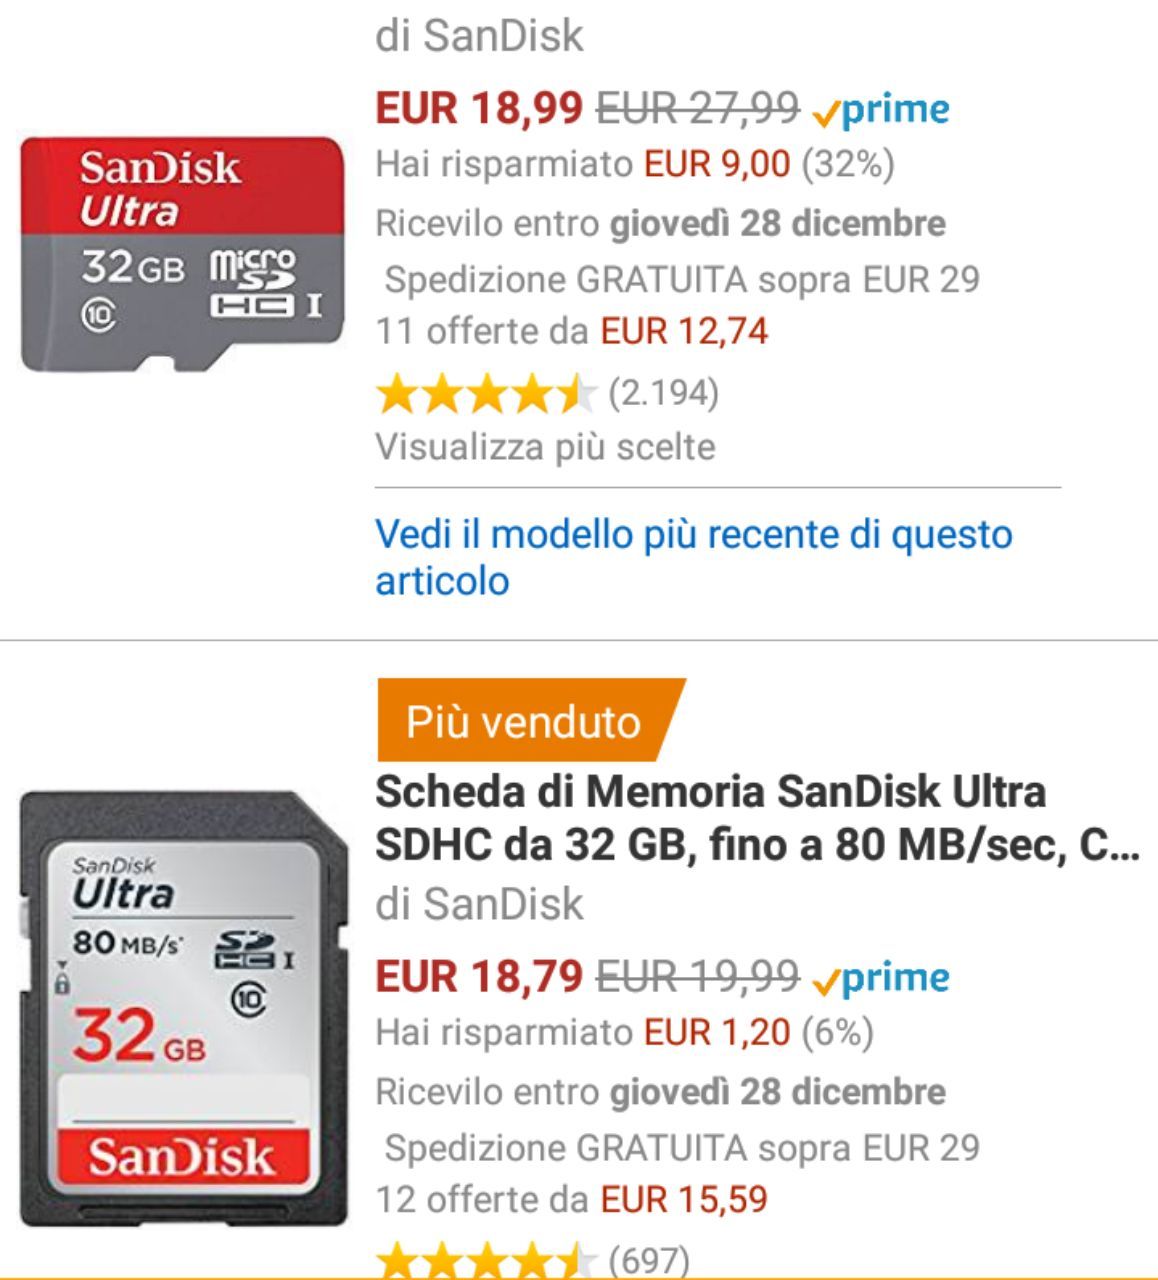 di SanDisk
EUR 18,99 EUR 27,99 prime
Hai risparmiato EUR 9,00 (32%)
Ricevilo entro giovedì 28 dicembre
Spedizione GRATUITA sopra EUR 29
11 offerte da EUR 12,74
(2.194)
Visualizza più scelte
Vedi il modello più recente di questo
articolo
SanDisk
Ultra
32 GB micro SD HC I
10
Più venduto
Scheda di Memoria SanDisk Ultra
SDHC da 32 GB, fino a 80 MB/sec, C...
di SanDisk
EUR 18,79 EUR 19,99 prime
Hai risparmiato EUR 1,20 (6%)
Ricevilo entro giovedì 28 dicembre
Spedizione GRATUITA sopra EUR 29
12 offerte da EUR 15,59
(697)
SanDisk
Ultra
80 MB/s* SD HC I
10
32 GB
SanDisk